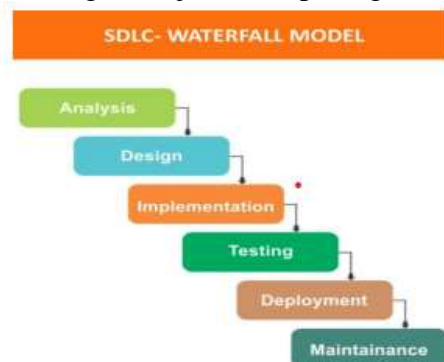 SDLC- WATERFALL MODEL
Analysis
Design
Implementation
Testing
Deployment
Maintainance